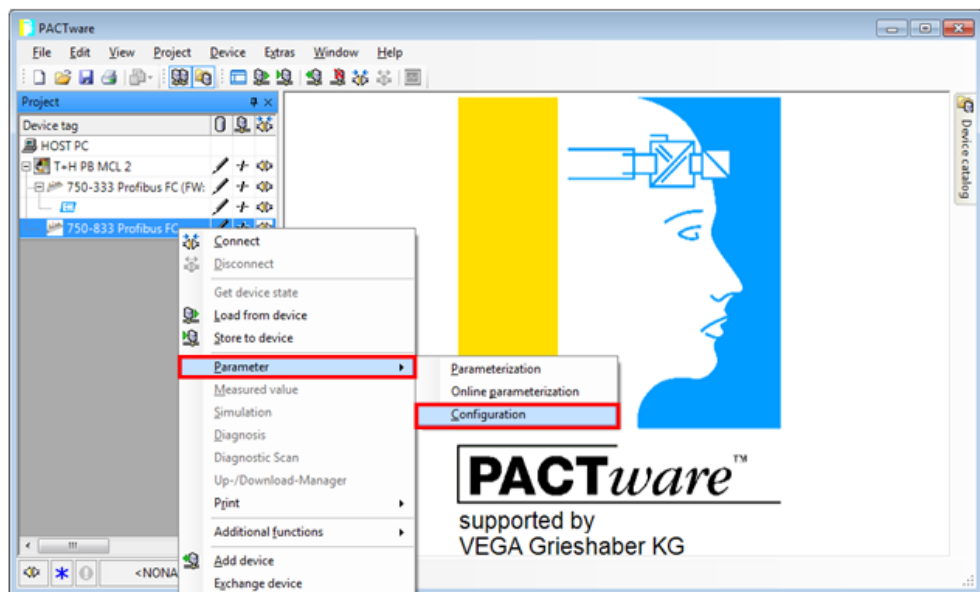 PACTware
File Edit View Project Device Extras Window Help
Project
Device tag
HOST PC
T+H PB MCL 2
750-333 Profibus FC (FW:
750-833 Profibus FC
Connect
Disconnect
Get device state
Load from device
Store to device
Parameter
Measured value
Simulation
Diagnosis
Diagnostic Scan
Up-/Download-Manager
Print
Additional functions
Add device
Exchange device
Parameterization
Online parameterization
Configuration
PACTware™
supported by
VEGA Grieshaber KG
Device catalog
<NONA